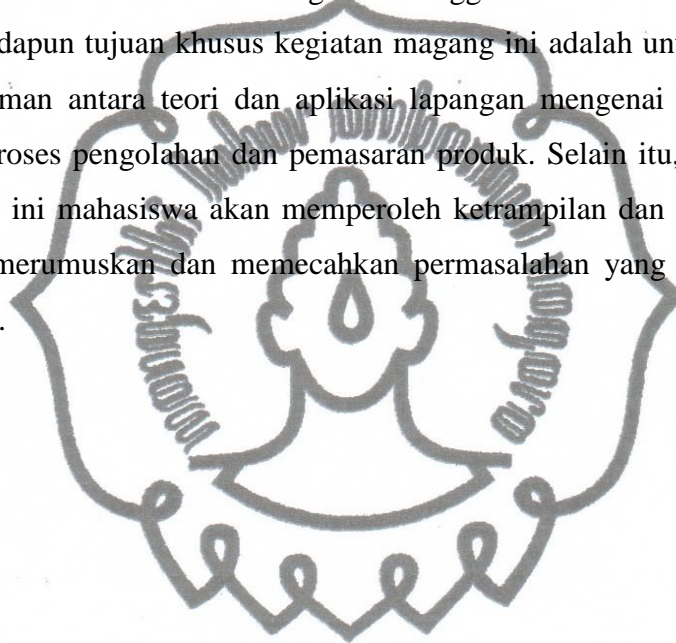 dapun tujuan khusus kegiatan magang ini adalah un
man antara teori dan aplikasi lapangan mengenai
roses pengolahan dan pemasaran produk. Selain itu,
ini mahasiswa akan memperoleh ketrampilan dan
merumuskan dan memecahkan permasalahan yang
.